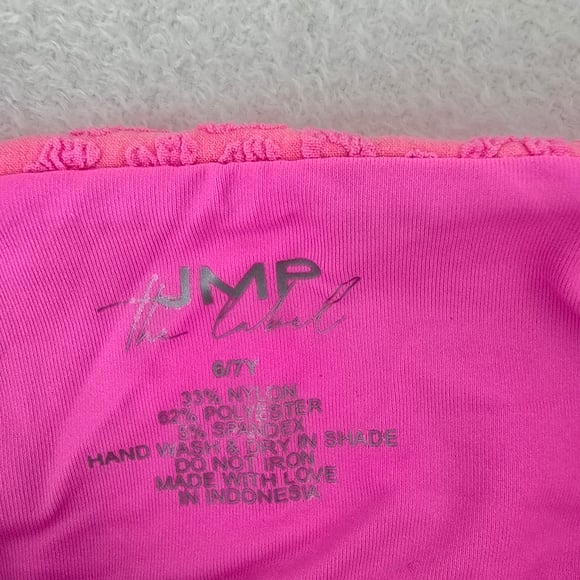 JMP
the label
6/7Y
33% NYLON
62% POLYESTER
5% SPANDEX
HAND WASH & DRY IN SHADE
DO NOT IRON
MADE WITH LOVE
IN INDONESIA